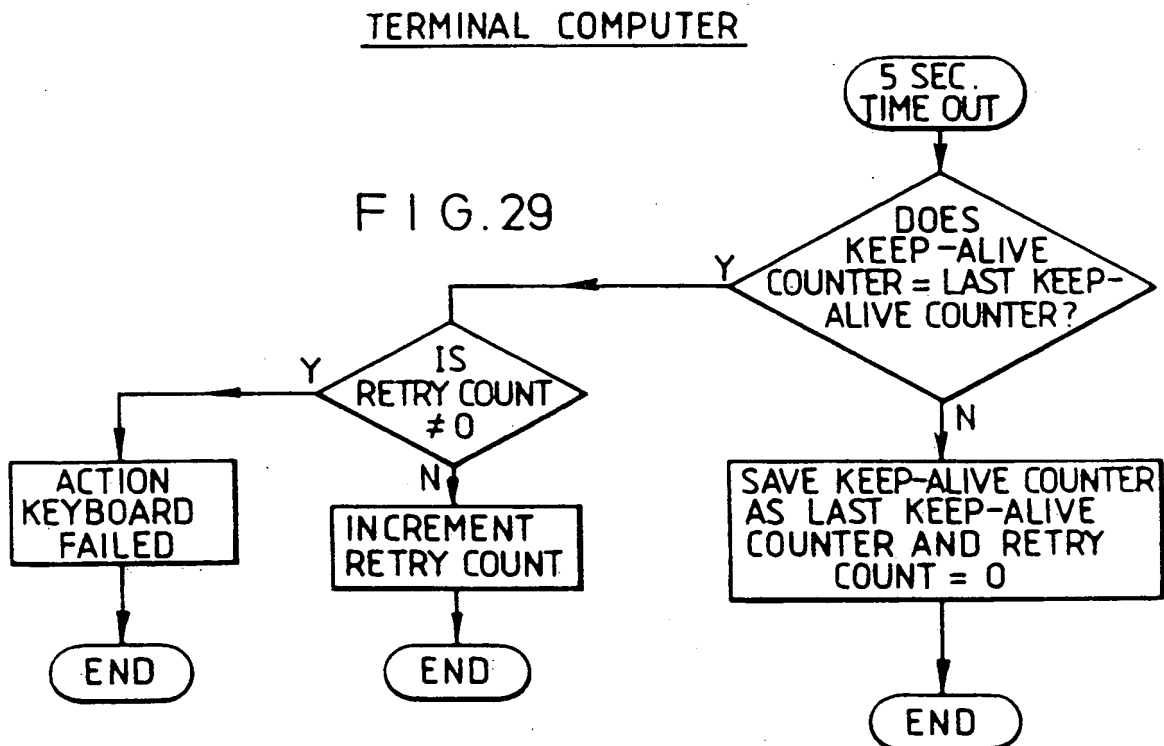 TERMINAL COMPUTER
5 SEC.
TIME OUT
FIG.29
DOES
KEEP-ALIVE
COUNTER = LAST KEEP-
ALIVE COUNTER?
Y
N
IS
RETRY COUNT
≠ 0
Y
N
ACTION
KEYBOARD
FAILED
INCREMENT
RETRY COUNT
SAVE KEEP-ALIVE COUNTER
AS LAST KEEP-ALIVE
COUNTER AND RETRY
COUNT = 0
END
END
END